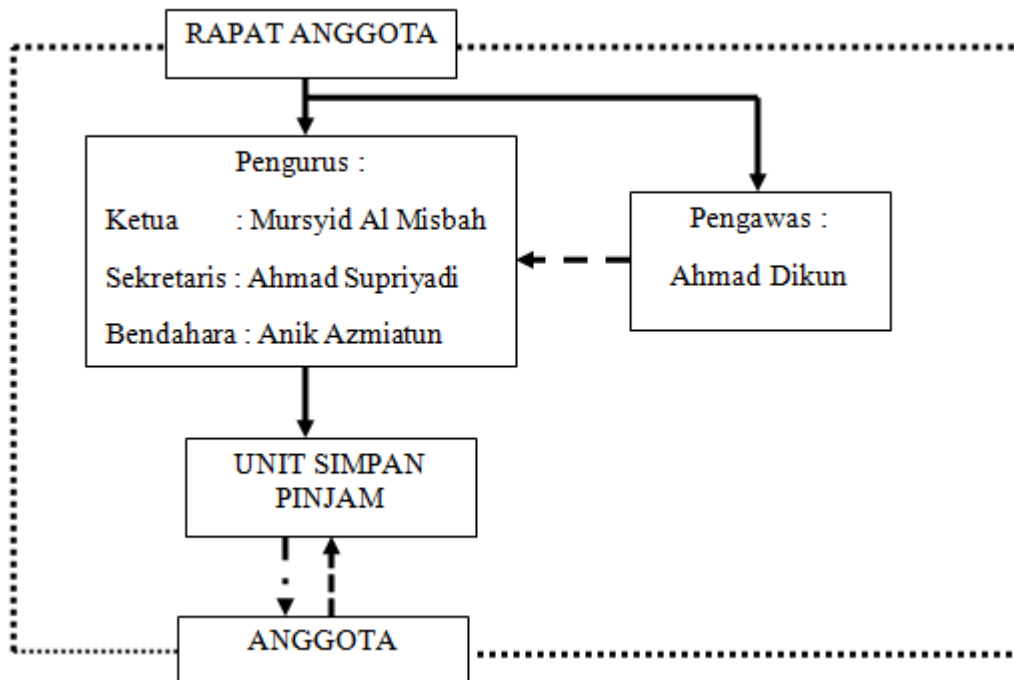 RAPAT ANGGOTA
Pengurus :
Ketua : Mursyid Al Misbah
Sekretaris : Ahmad Supriyadi
Bendahara : Anik Azmiatun
Pengawas :
Ahmad Dikun
UNIT SIMPAN
PINJAM
ANGGOTA